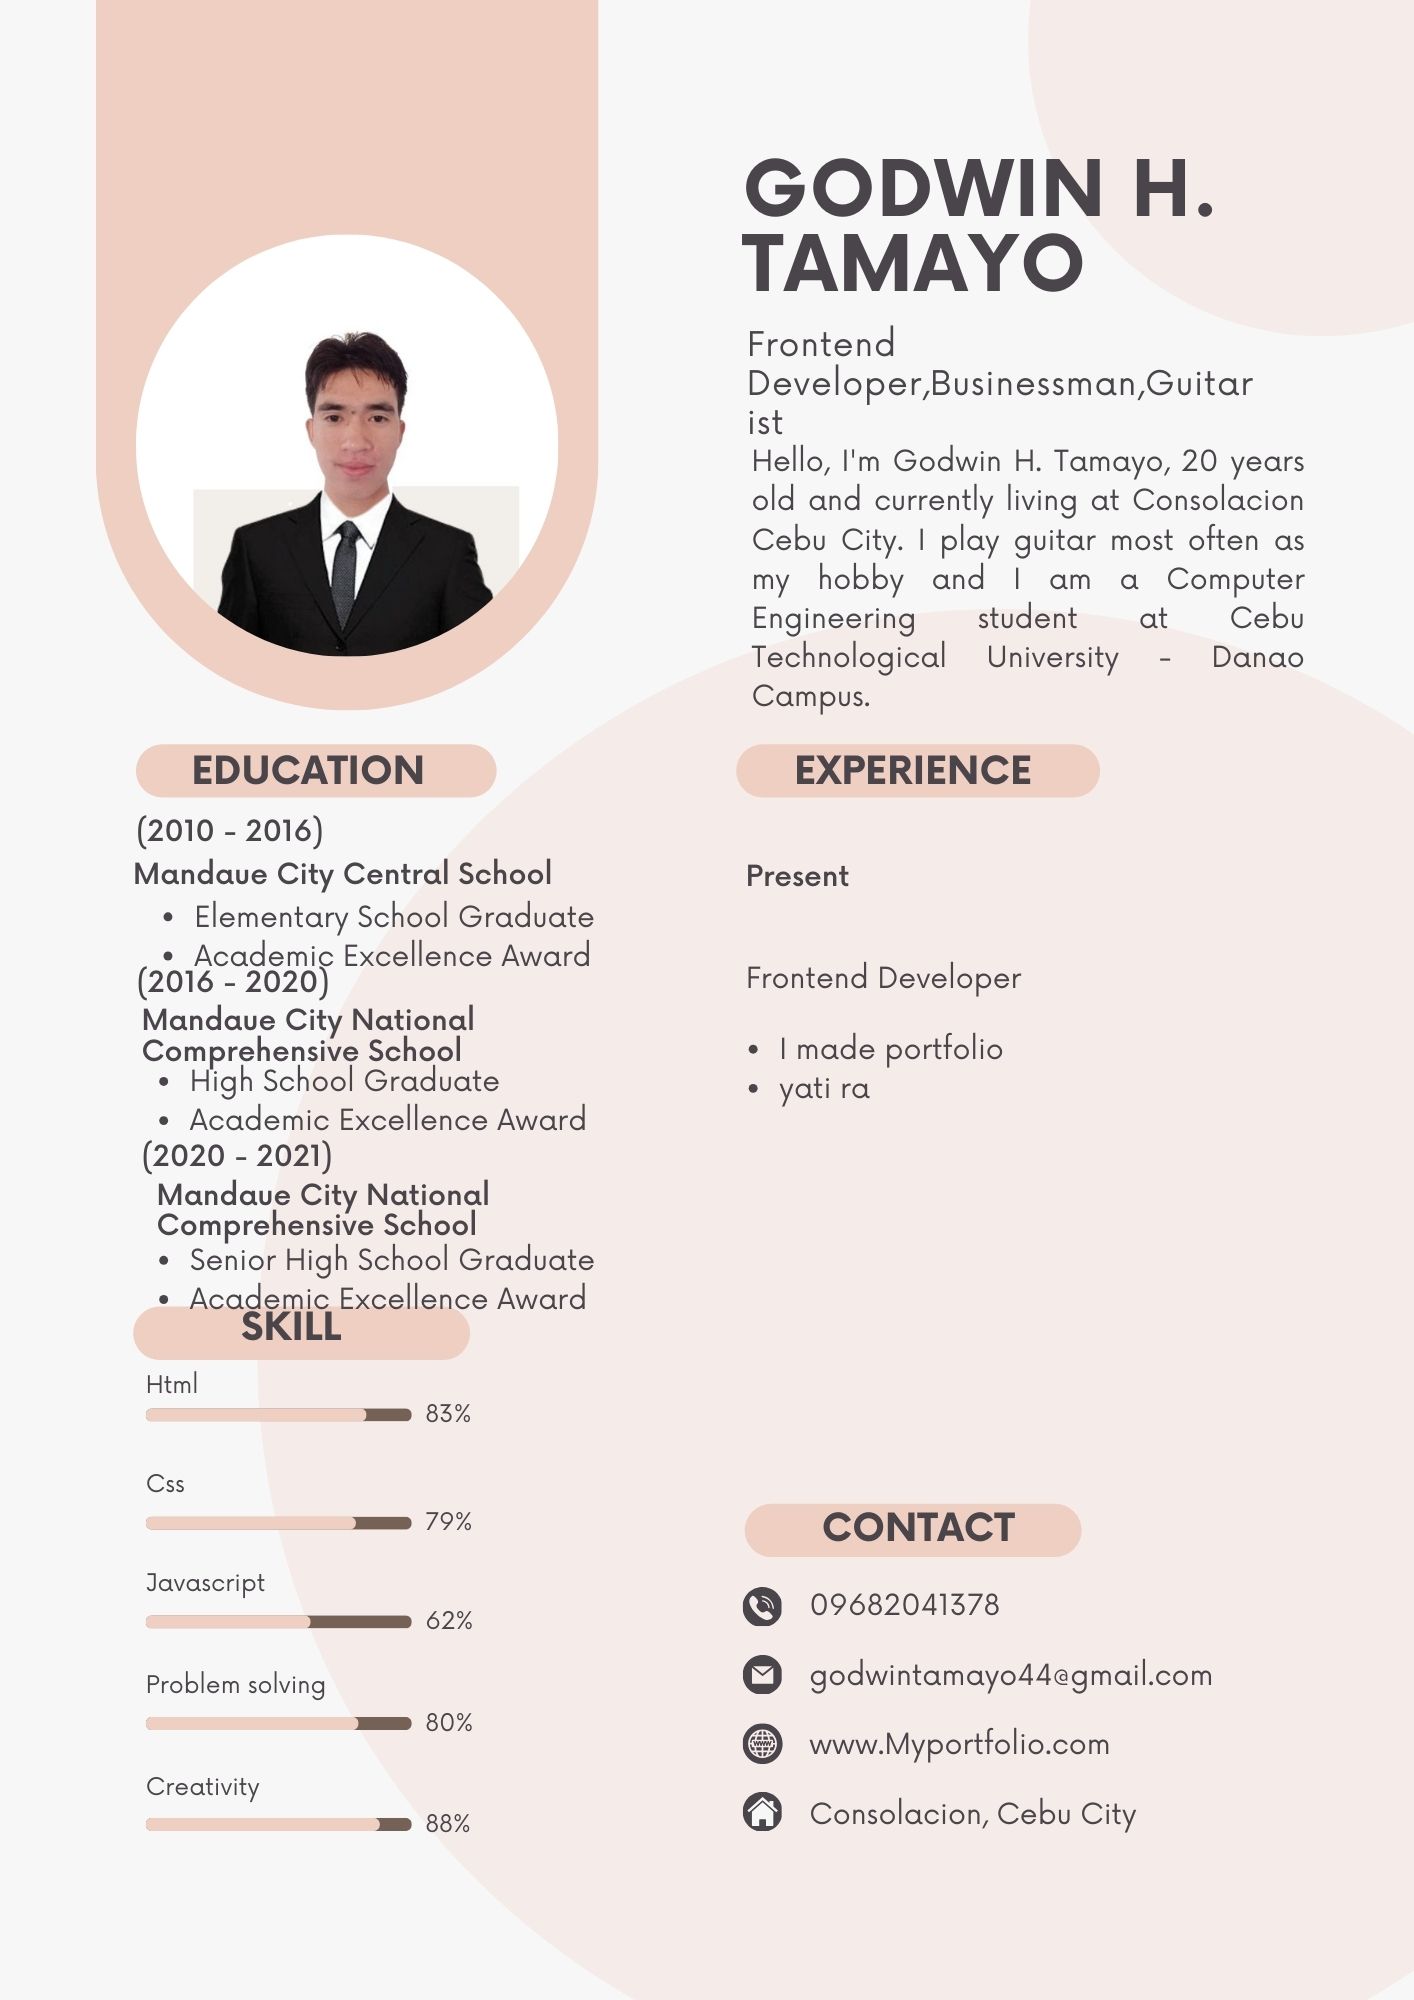 GODWIN H.
TAMAYO
Frontend
Developer,Businessman,Guitar
ist
Hello, I'm Godwin H. Tamayo, 20 years
old and currently living at Consolacion
Cebu City. I play guitar most often as
my hobby and I am a Computer
Engineering student at Cebu
Technological University - Danao
Campus.
EDUCATION
(2010 - 2016)
Mandaue City Central School
• Elementary School Graduate
• Academic Excellence Award
(2016 - 2020)
Mandaue City National
Comprehensive School
• High School Graduate
• Academic Excellence Award
(2020 - 2021)
Mandaue City National
Comprehensive School
• Senior High School Graduate
• Academic Excellence Award
SKILL
Html
83%
Css
79%
Javascript
62%
Problem solving
80%
Creativity
88%
EXPERIENCE
Present
Frontend Developer
• I made portfolio
• yati ra
CONTACT
09682041378
godwintamayo44@gmail.com
www.Myportfolio.com
Consolacion, Cebu City